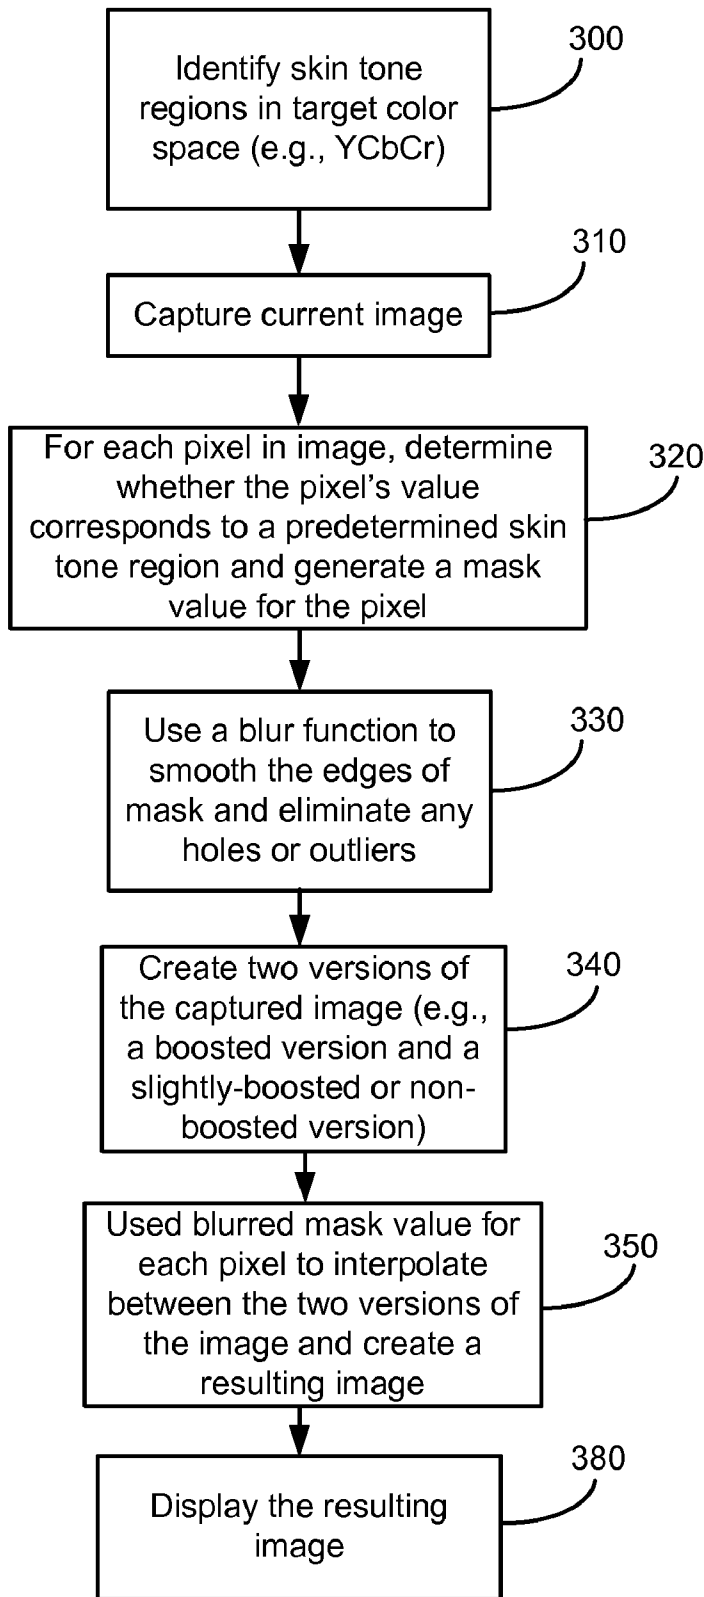 300
Identify skin tone
regions in target color
space (e.g., YCbCr)
310
Capture current image
320
For each pixel in image, determine
whether the pixel's value
corresponds to a predetermined skin
tone region and generate a mask
value for the pixel
330
Use a blur function to
smooth the edges of
mask and eliminate any
holes or outliers
340
Create two versions of
the captured image (e.g.,
a boosted version and a
slightly-boosted or non-
boosted version)
350
Used blurred mask value for
each pixel to interpolate
between the two versions of
the image and create a
resulting image
380
Display the resulting
image